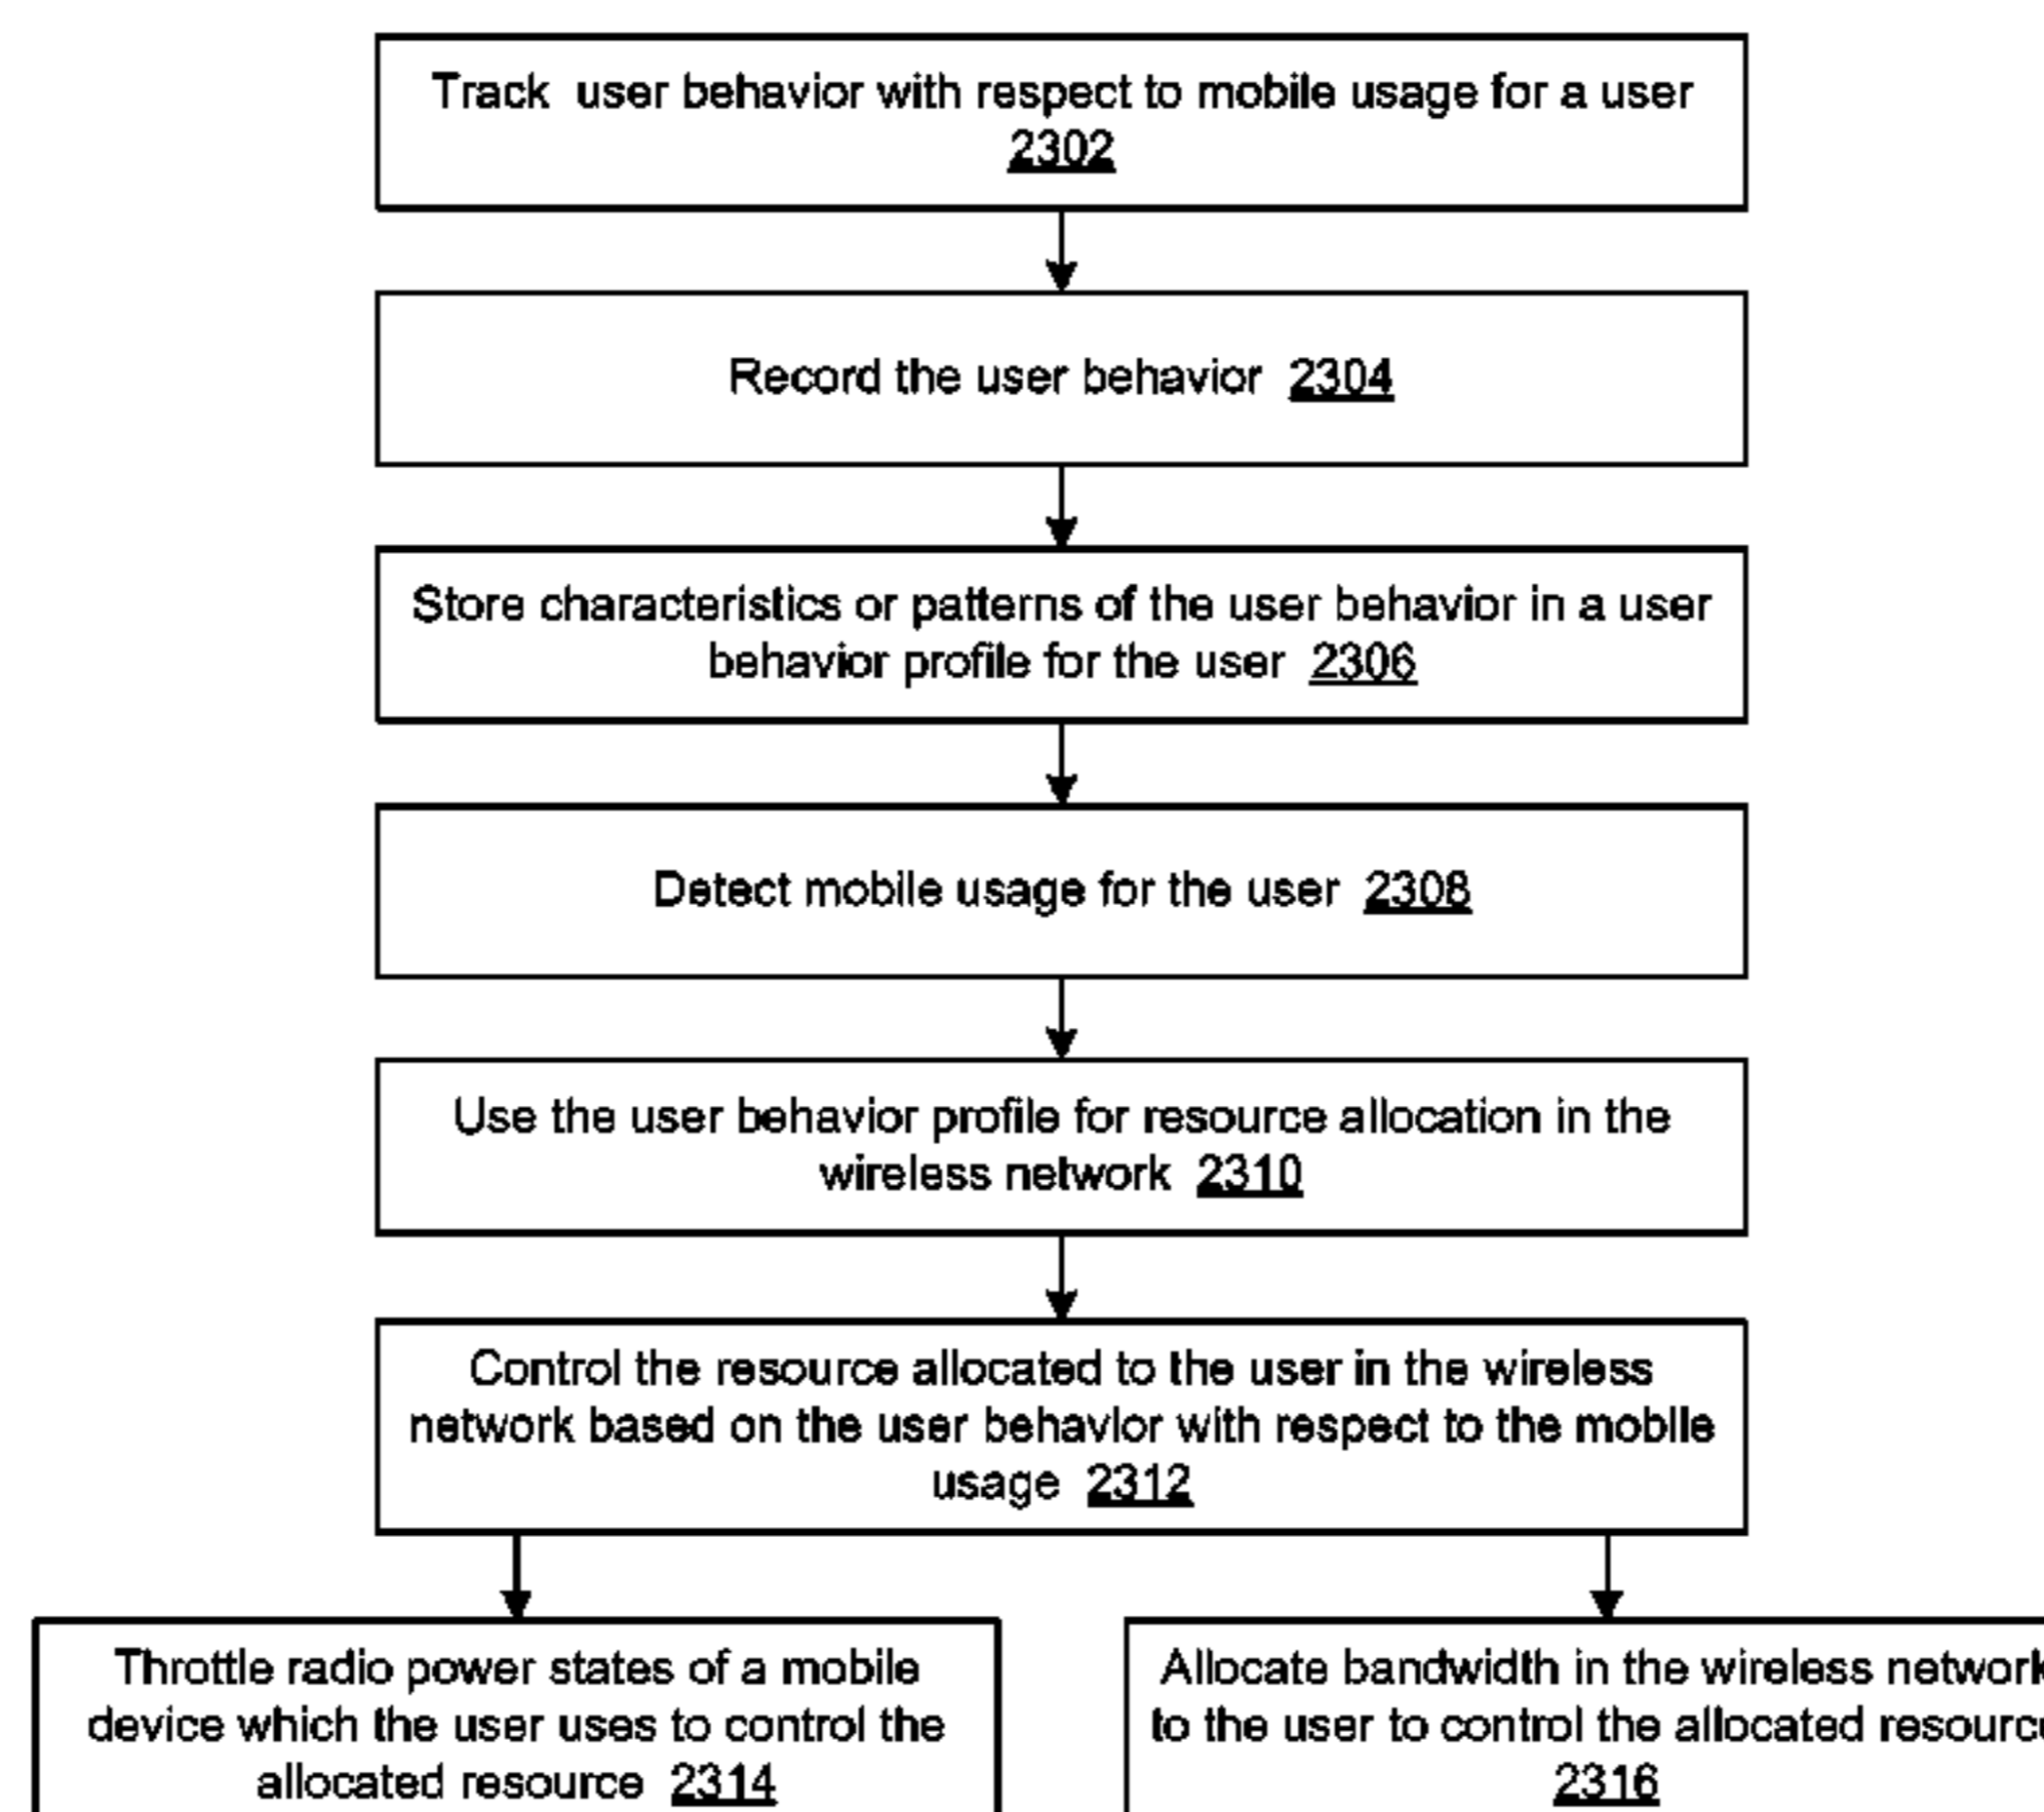 Track user behavior with respect to mobile usage for a user
2302
Record the user behavior 2304
Store characteristics or patterns of the user behavior in a user
behavior profile for the user 2306
Detect mobile usage for the user 2308
Use the user behavior profile for resource allocation in the
wireless network 2310
Control the resource allocated to the user in the wireless
network based on the user behavior with respect to the mobile
usage 2312
Throttle radio power states of a mobile
device which the user uses to control the
allocated resource 2314
Allocate bandwidth in the wireless network
to the user to control the allocated resource
2316